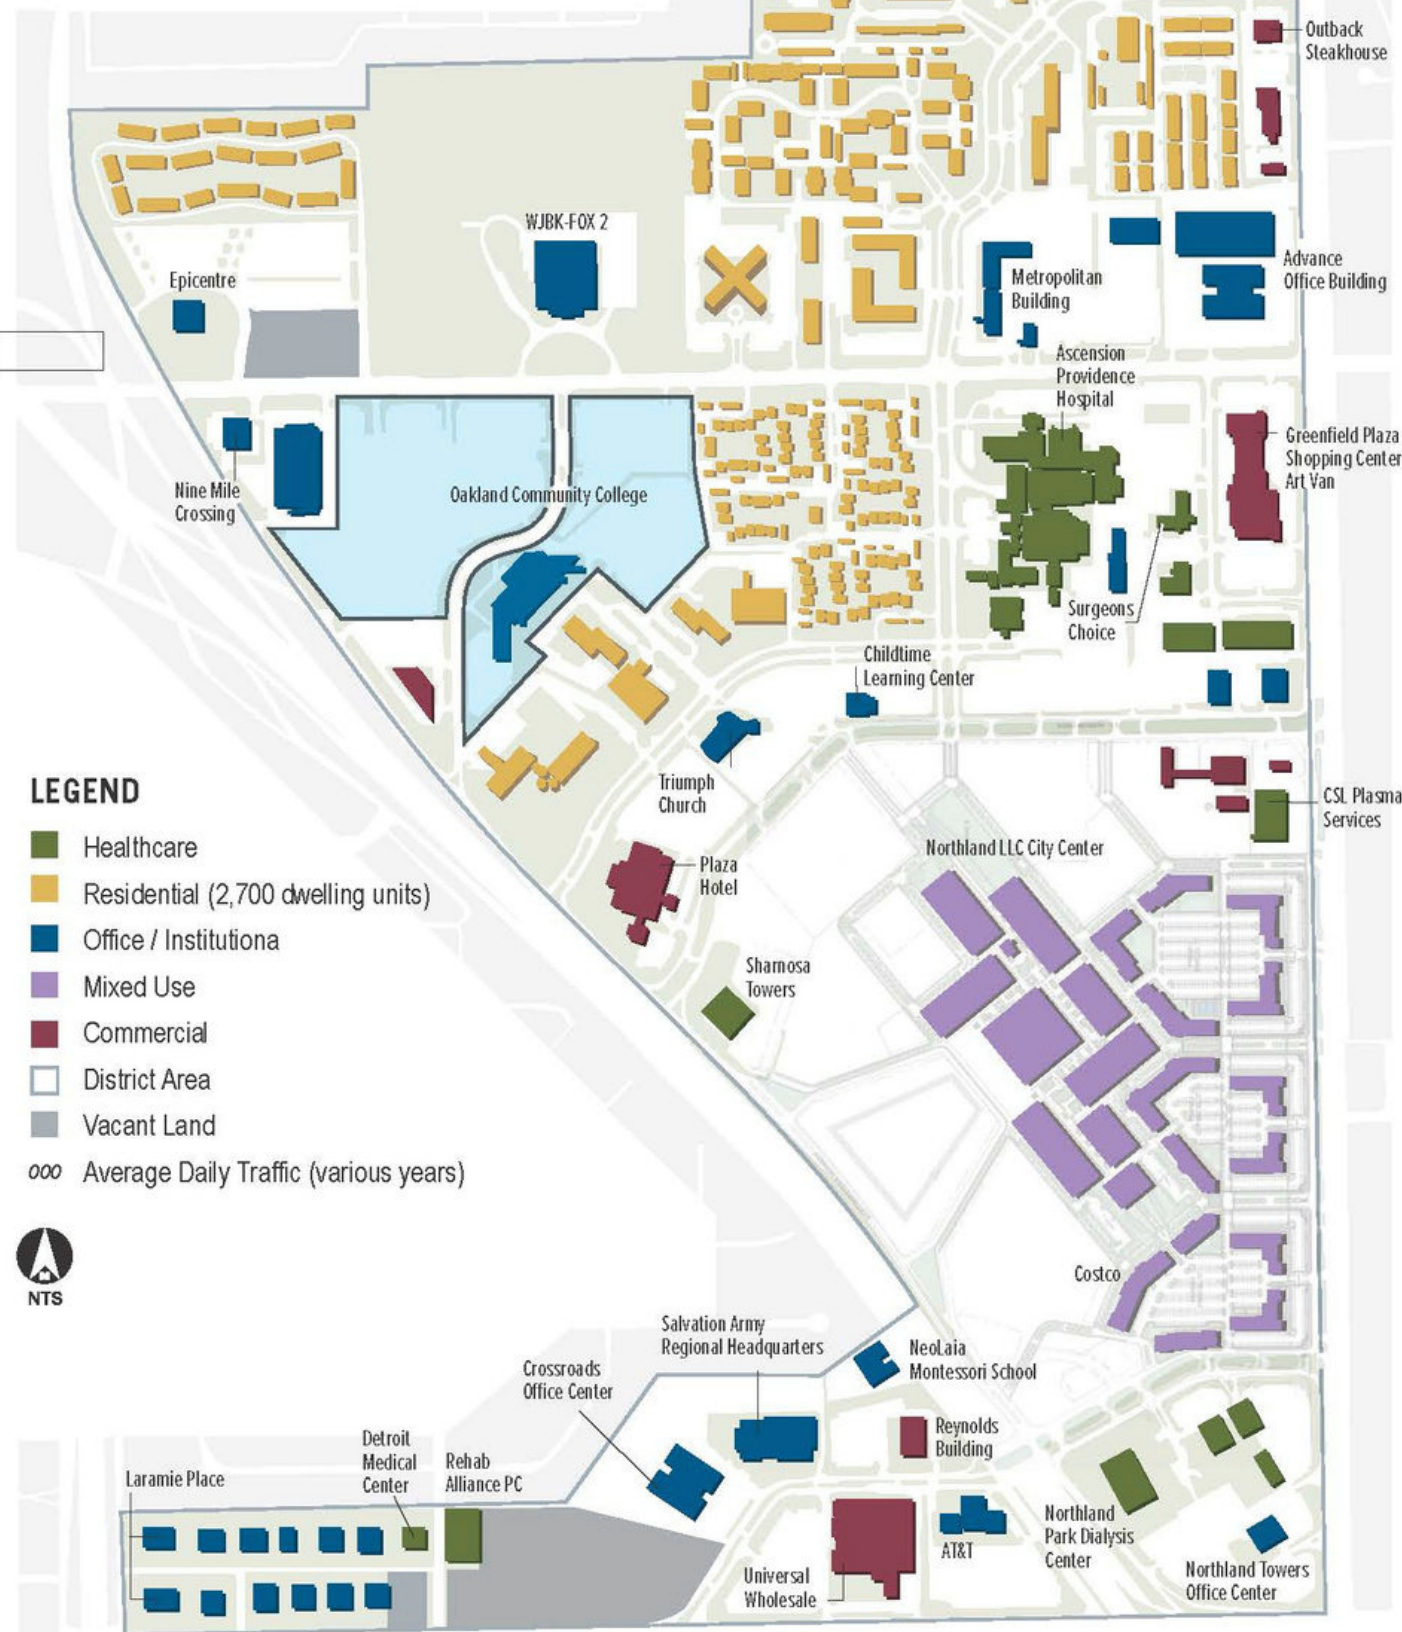 Outback
Steakhouse
WJBK-FOX 2
Epicentre
Metropolitan
Building
Advance
Office Building
Ascension
Providence
Hospital
Greenfield Plaza
Shopping Center
Art Van
Nine Mile
Crossing
Oakland Community College
Surgeons
Choice
Childtime
Learning Center
Triumph
Church
CSL Plasma
Services
Northland LLC City Center
Plaza
Hotel
Sharnosa
Towers
LEGEND
Healthcare
Residential (2,700 dwelling units)
Office / Institutiona
Mixed Use
Commercial
District Area
Vacant Land
000 Average Daily Traffic (various years)
NTS
Costco
Salvation Army
Regional Headquarters
NeoLaia
Montessori School
Crossroads
Office Center
Reynolds
Building
Detroit
Medical
Center
Rehab
Alliance PC
Laramie Place
Northland
Park Dialysis
Center
AT&T
Universal
Wholesale
Northland Towers
Office Center